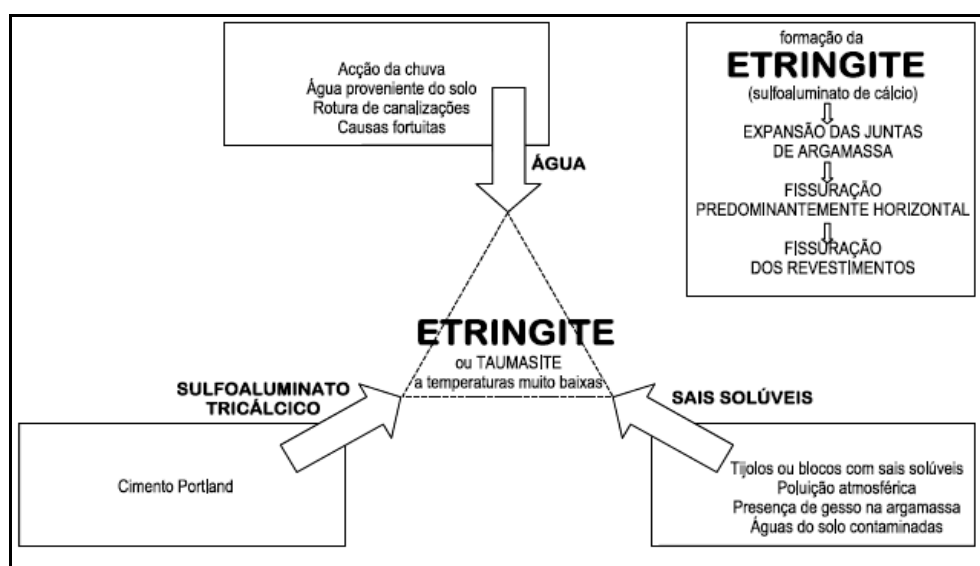 Acção da chuva
Água proveniente do solo
Rotura de canalizações
Causas fortuitas
ÁGUA
formação da
ETRINGITE
(sulfoaluminato de cálcio)
EXPANSÃO DAS JUNTAS
DE ARGAMASSA
FISSURAÇÃO
PREDOMINANTEMENTE HORIZONTAL
FISSURAÇÃO
DOS REVESTIMENTOS
ETRINGITE
ou TAUMASITE
a temperaturas muito baixas
SULFOALUMINATO
TRICÁLCICO
Cimento Portland
SAIS SOLÚVEIS
Tijolos ou blocos com sais solúveis
Poluição atmosférica
Presença de gesso na argamassa
Águas do solo contaminadas